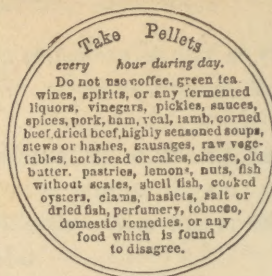 Take Pellets
every hour during day.
Do not use coffee, green tea
wines, spirits, or any fermented
liquors, vinegars, pickles, sauces,
spices, pork, ham, veal, lamb, corned
beef, dried beef, highly seasoned soups,
stews or hashes, sausages, raw vege-
tables, hot bread or cakes, cheese, old
butter. pastries, lemons, nuts, fish
without scales, shell fish, cooked
oysters, clams, haslets, salt or
dried fish, perfumery, tobacco,
domestic remedies. or any
food which is found
to disagree.